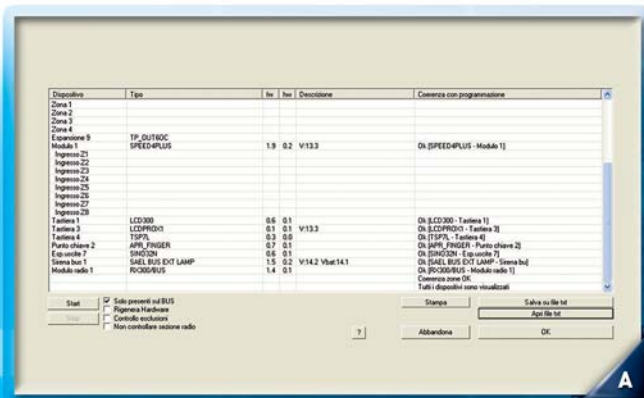 Dispositivo Tipo fw hw Descrizione Coerenza con programmazione
Zona 1
Zona 2
Zona 3
Zona 4
Espansione 9 TP_OUT6OC
Modulo 1 SPEED4PLUS 1.9 0.2 V:13.3 Ok [SPEED4PLUS - Modulo 1]
Ingresso Z1
Ingresso Z2
Ingresso Z3
Ingresso Z4
Ingresso Z5
Ingresso Z6
Ingresso Z7
Ingresso Z8
Tastiera 1 LCD300 0.6 0.1 Ok [LCD300 - Tastiera 1]
Tastiera 3 LCDPROXI 0.1 0.1 V:13.3 Ok [LCDPROXI - Tastiera 3]
Tastiera 4 TSP7L 0.3 0.0 Ok [TSP7L - Tastiera 4]
Punto chiave 2 APR_FINGER 0.7 0.1 Ok [APR_FINGER - Punto chiave 2]
Esp.uscite 7 SIN032N 0.6 0.1 Ok [SIN032N - Esp.uscite 7]
Sirena bus 1 SAEL BUS EXT LAMP 1.5 0.2 V:14.2 Vbat:14.1 Ok [SAEL BUS EXT LAMP - Sirena bu]
Modulo radio 1 RX300/BUS 1.4 0.1 Ok [RX300/BUS - Modulo radio 1]
Coerenza zone OK
Tutti i dispositivi sono visualizzati
Start
Stop
Solo presenti sul BUS
Rigenera Hardware
Controllo esclusioni
Non controllare sezione radio
?
Stampa
Salva su file txt
Apri file txt
Abbandona
OK
A